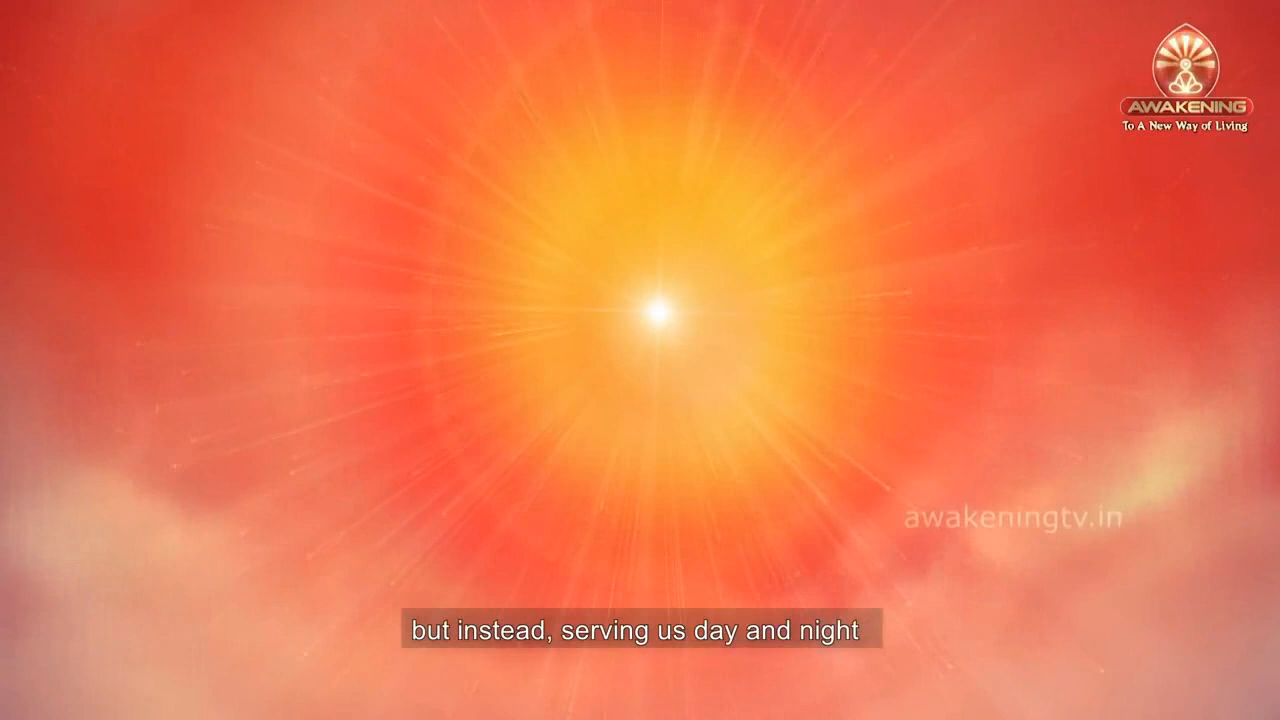 AWAKENING
To A New Way of Living
awakeningtv.in
but instead, serving us day and night